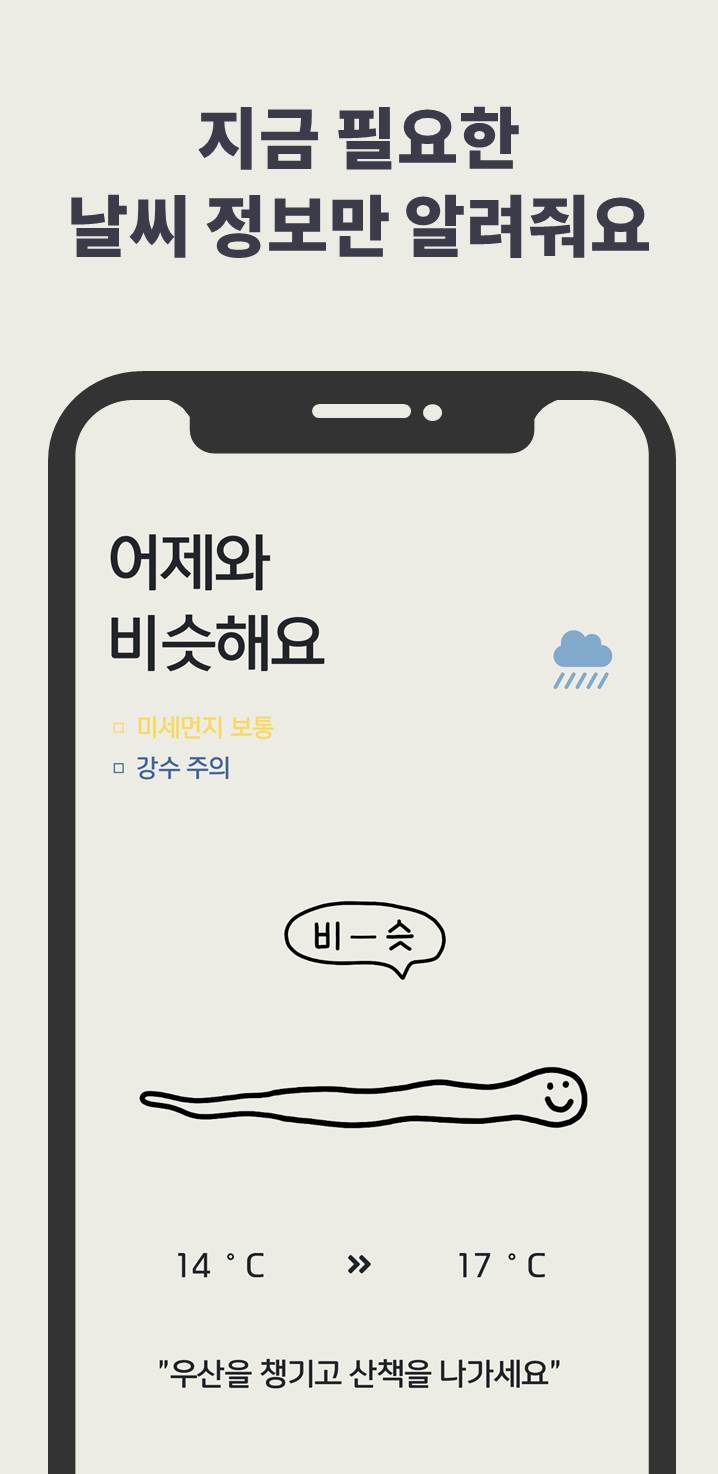 지금 필요한
날씨 정보만 알려줘요
어제와
비슷해요
▫ 미세먼지 보통
▫ 강수 주의
비 — 슷
14 °C » 17 °C
"우산을 챙기고 산책을 나가세요"